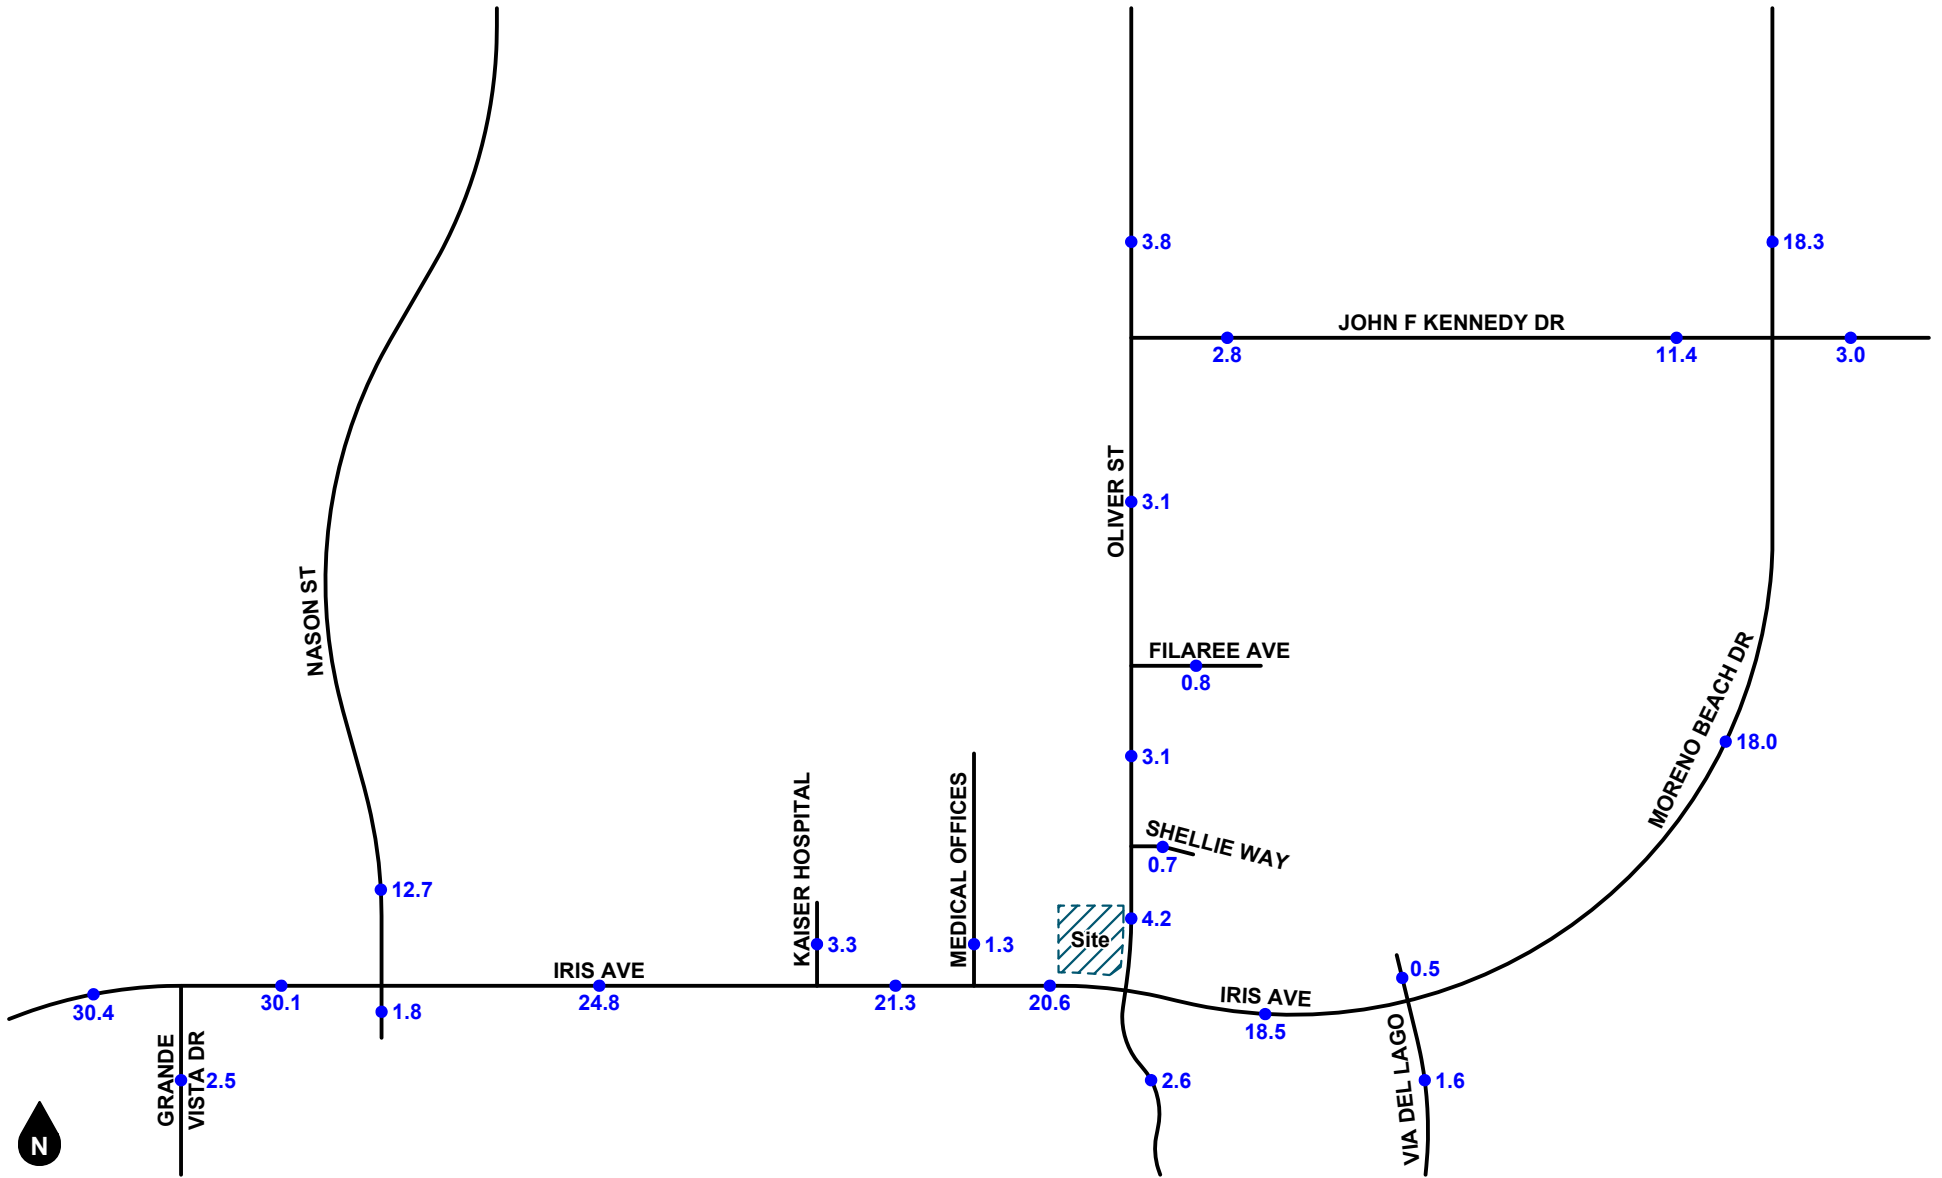 3.8
18.3
JOHN F KENNEDY DR
2.8
11.4
3.0
OLIVER ST
3.1
NASON ST
FILAREE AVE
0.8
MORENO BEACH DR
18.0
3.1
KAISER HOSPITAL
MEDICAL OFFICES
SHELLIE WAY
0.7
12.7
4.2
Site
3.3
1.3
IRIS AVE
0.5
30.4
30.1
1.8
24.8
21.3
20.6
IRIS AVE
18.5
GRANDE
VISTA DR
2.5
2.6
VIA DEL LAGO
1.6
N